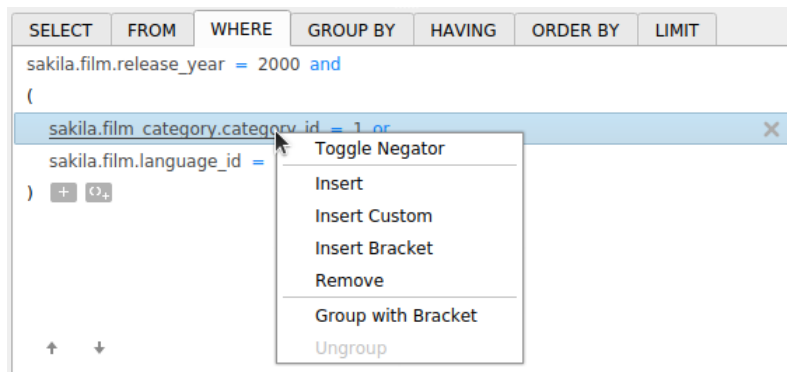 SELECT FROM WHERE GROUP BY HAVING ORDER BY LIMIT
sakila.film.release_year = 2000 and
(
sakila.film_category.category_id = 1 or
sakila.film.language_id =
)
Toggle Negator
Insert
Insert Custom
Insert Bracket
Remove
Group with Bracket
Ungroup